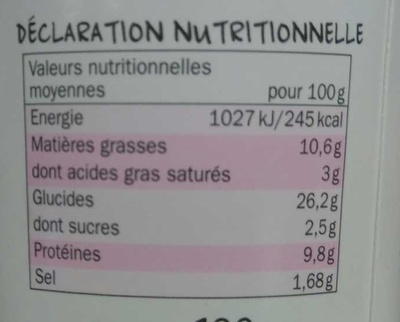 DÉCLARATION NUTRITIONNELLE
Valeurs nutritionnelles
moyennes pour 100g
Energie 1027 kJ/245 kcal
Matières grasses 10,6g
dont acides gras saturés 3g
Glucides 26,2g
dont sucres 2,5g
Protéines 9,8g
Sel 1,68g